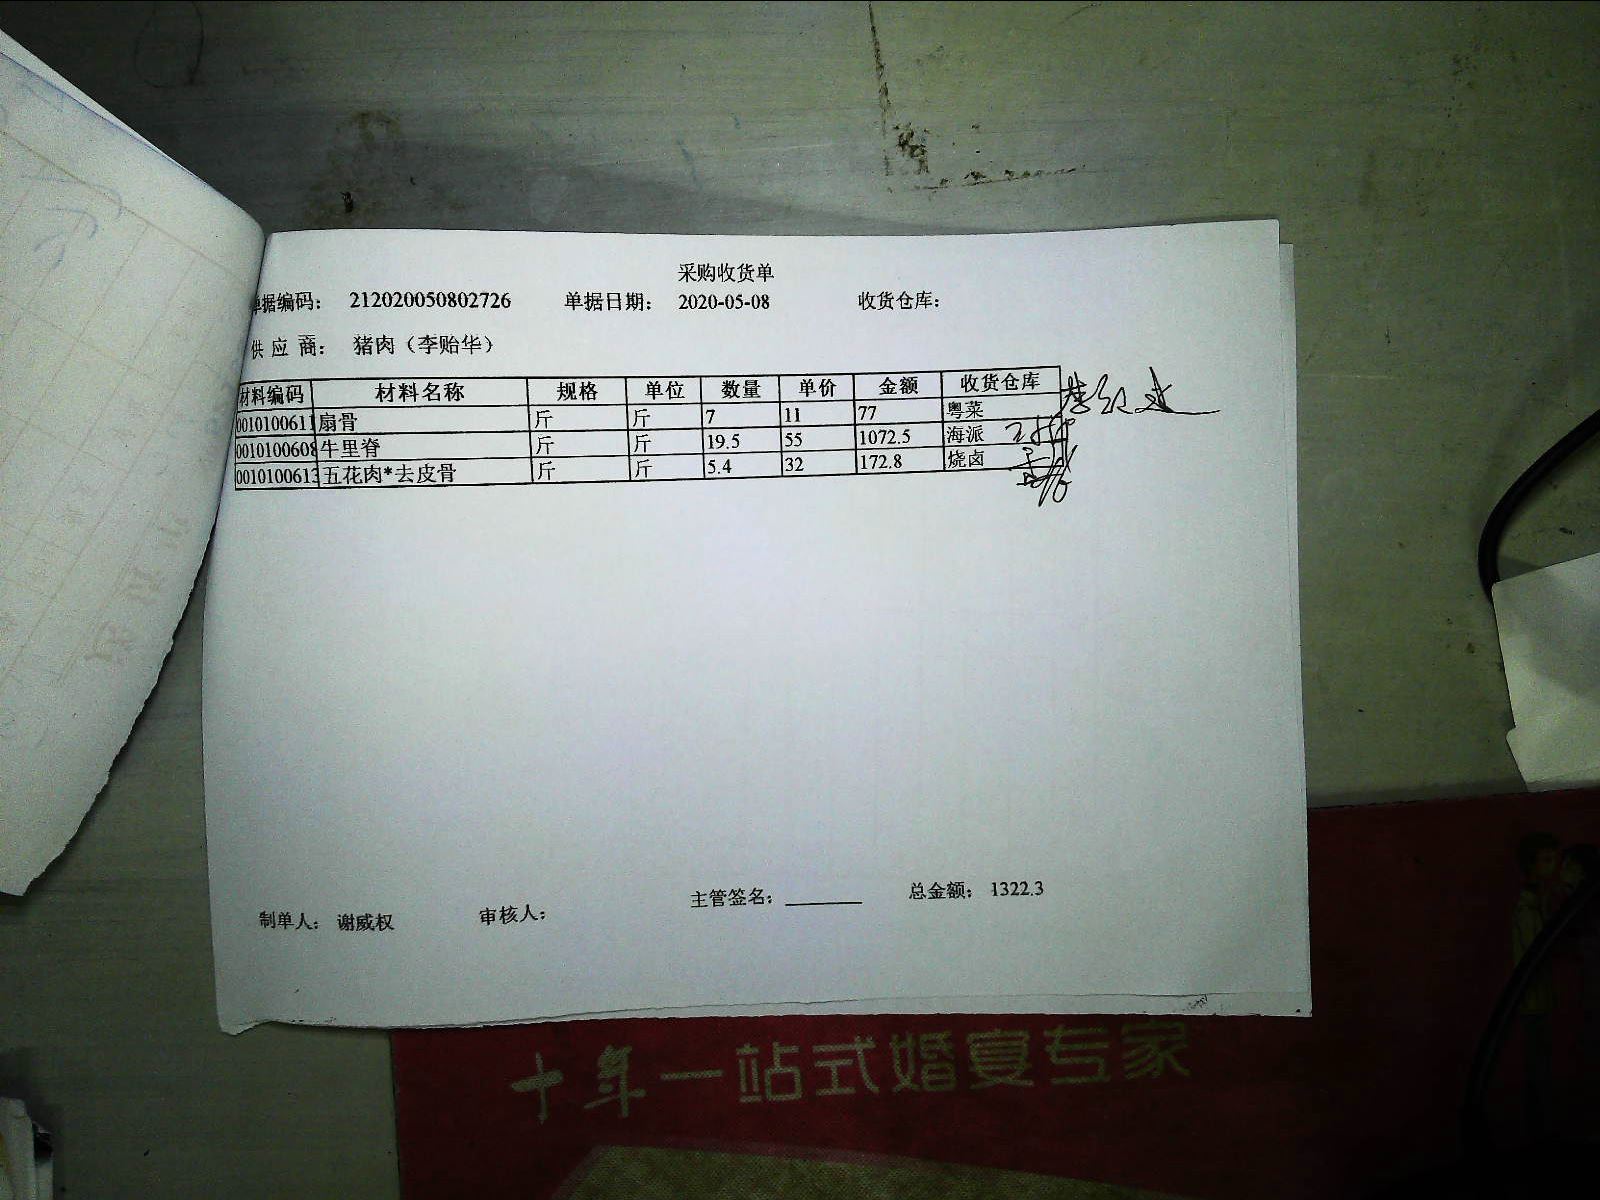 采购收货单
单据编码: 212020050802726 单据日期: 2020-05-08 收货仓库:
供应商: 猪肉（李贻华）
材料编码 材料名称 规格 单位 数量 单价 金额 收货仓库
0010100611 扇骨 斤 斤 7 11 77 粤菜
0010100608 牛里脊 斤 斤 19.5 55 1072.5 海派
0010100613 五花肉*去皮骨 斤 斤 5.4 32 172.8 烧卤
主管签名: 总金额: 1322.3
制单人: 谢威权 审核人:
十年一站式婚宴专家